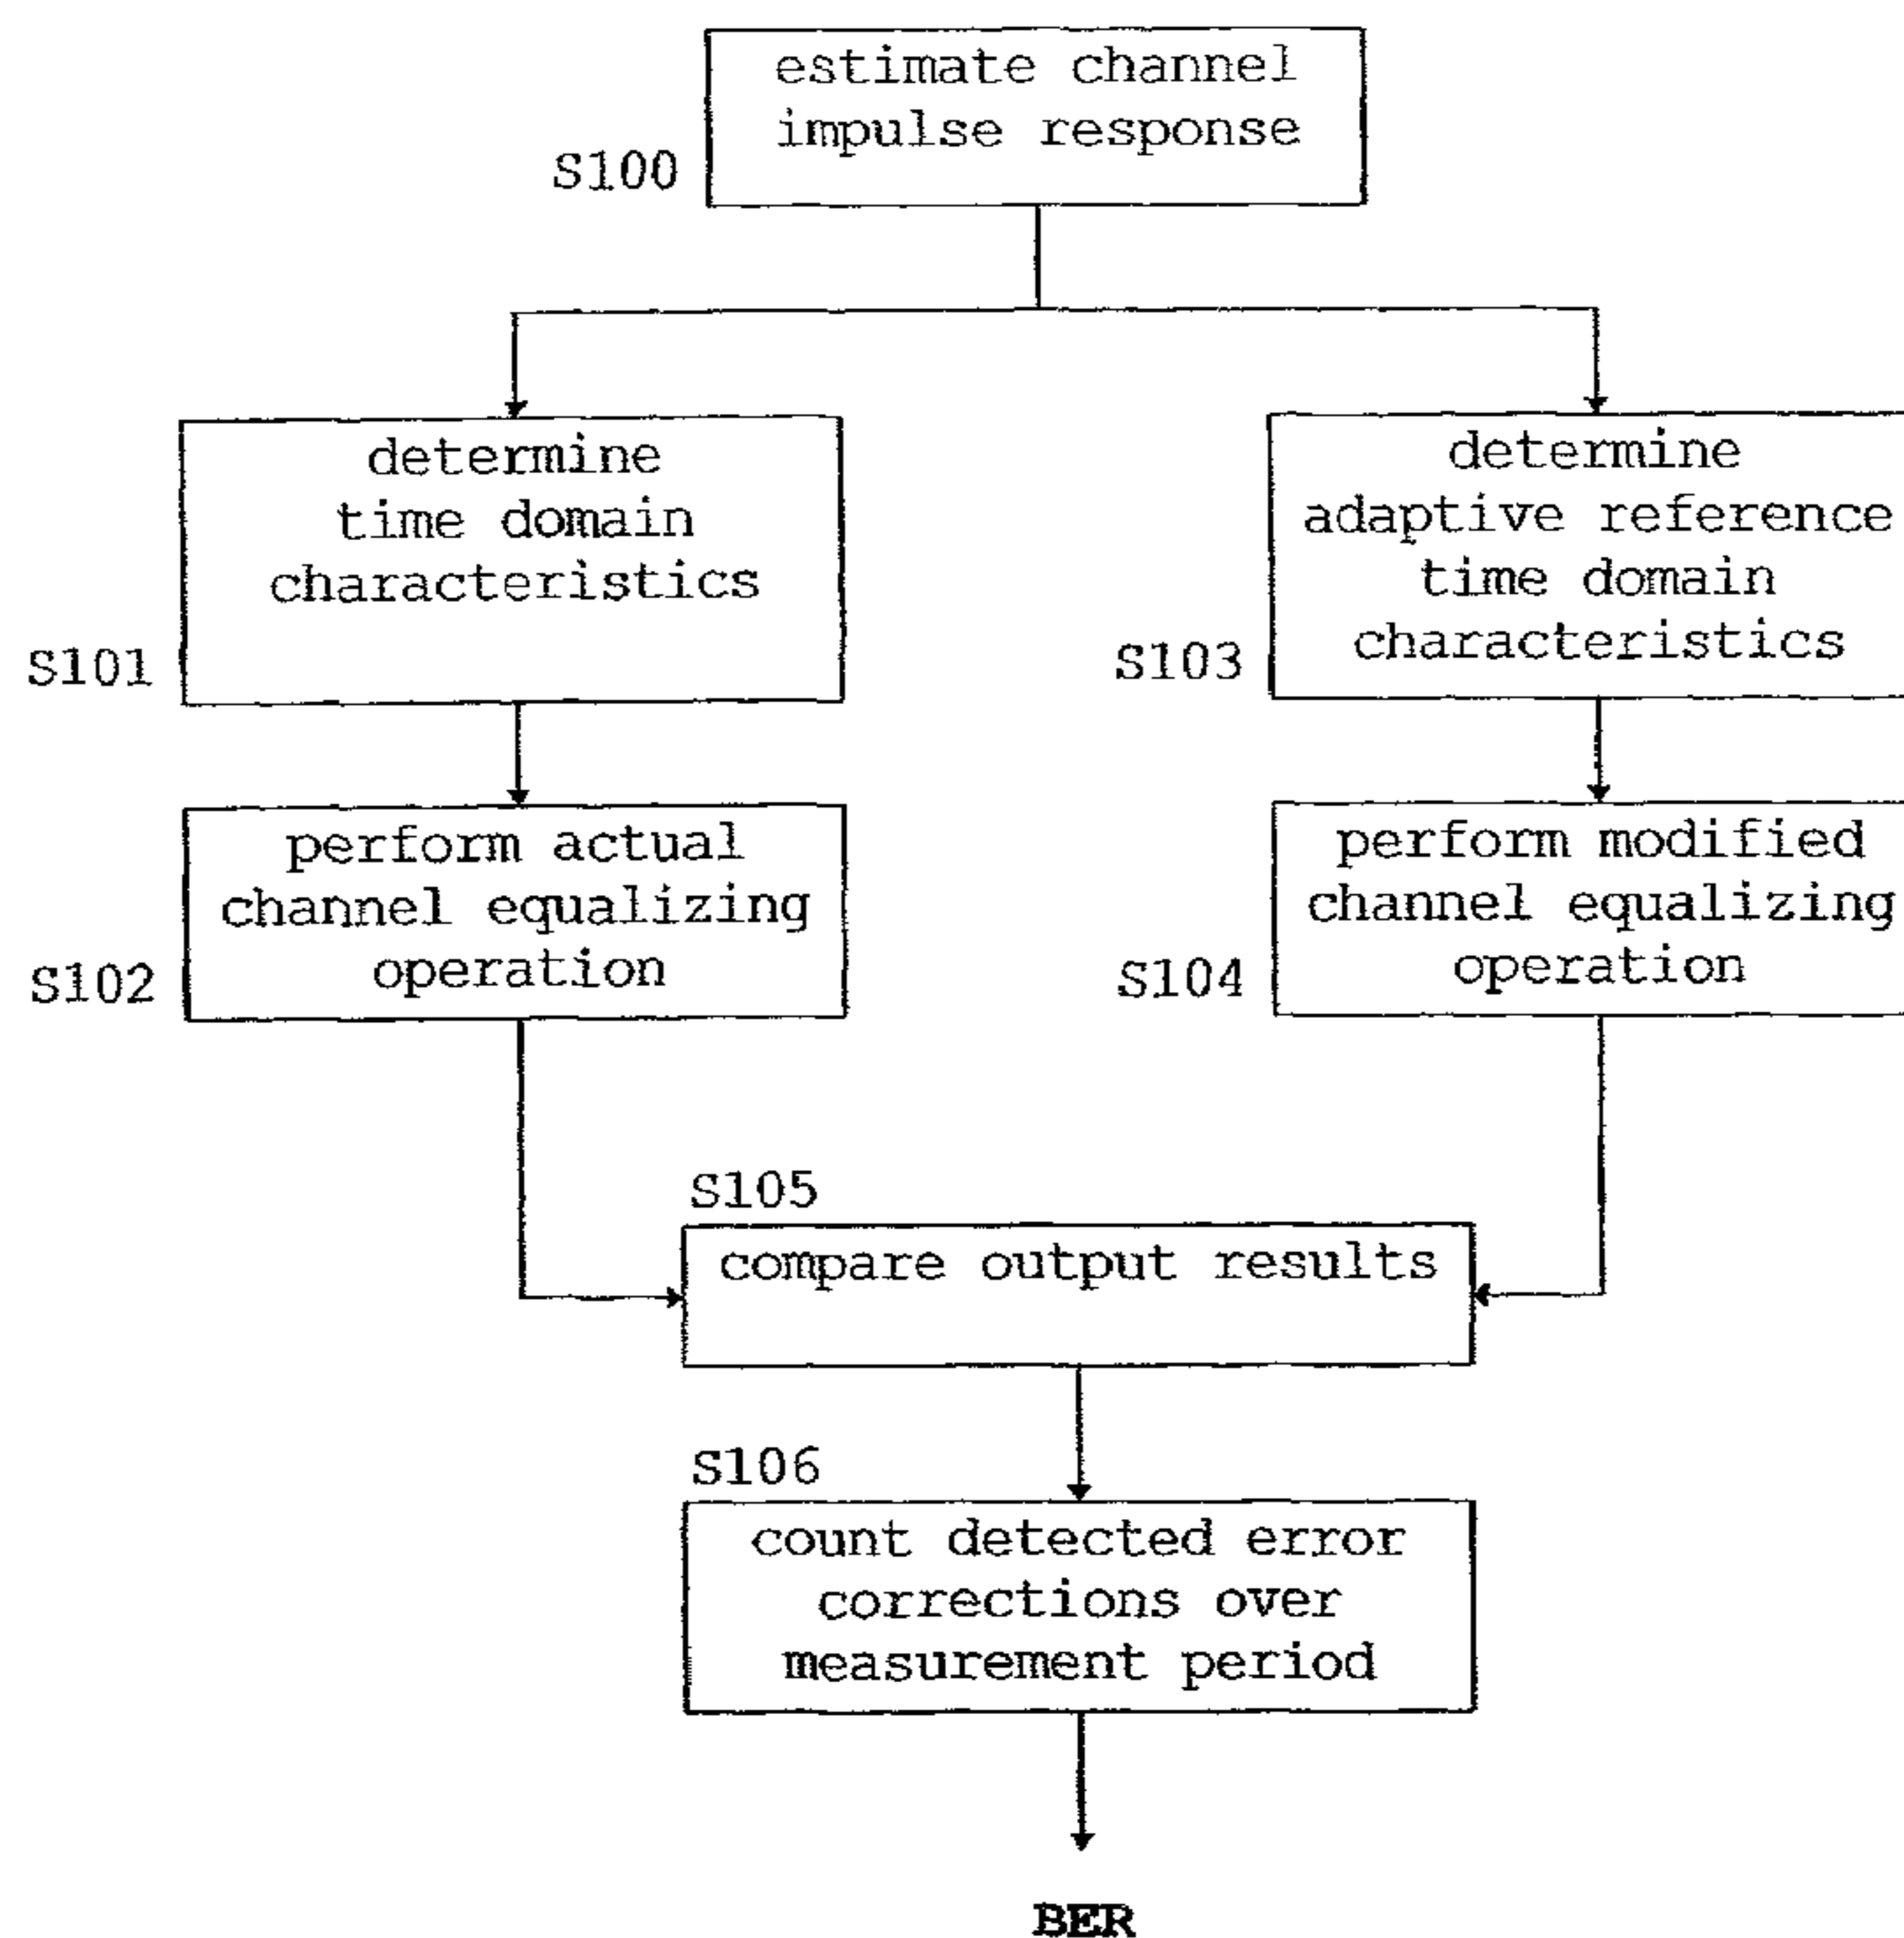 estimate channel
impulse response
S100
determine
time domain
characteristics
S101
determine
adaptive reference
time domain
characteristics
S103
perform actual
channel equalizing
operation
S102
perform modified
channel equalizing
operation
S104
S105
compare output results
S106
count detected error
corrections over
measurement period
BER